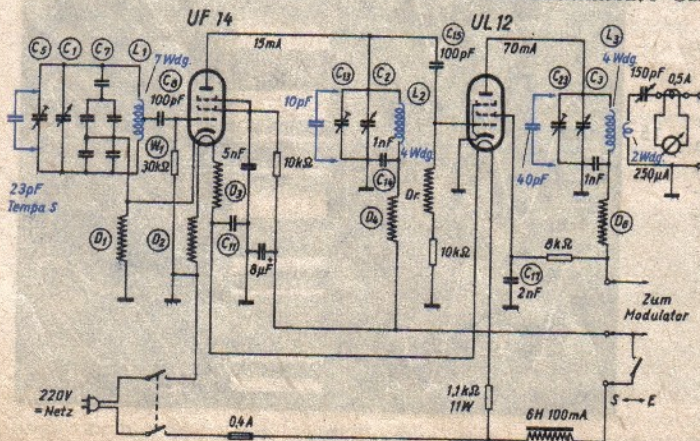 UF 14
UL 12
15mA
C15
100pF
70mA
L3
4 Wdg.
C5
C1
C7
L1
7 Wdg.
C8
100pF
C13
C2
L2
10pF
C23
C3
150pF
0,5A
W1
30kΩ
5nF
10kΩ
1nF
4 Wdg.
C14
23pF
Tempa S
D3
C11
8µF
+
D4
Dr.
10kΩ
40pF
1nF
2 Wdg.
250µA
D1
D2
D6
8kΩ
C17
2nF
Zum
Modulator
220V
= Netz
0,4A
1,1kΩ
11W
6H 100mA
S ⟷ E